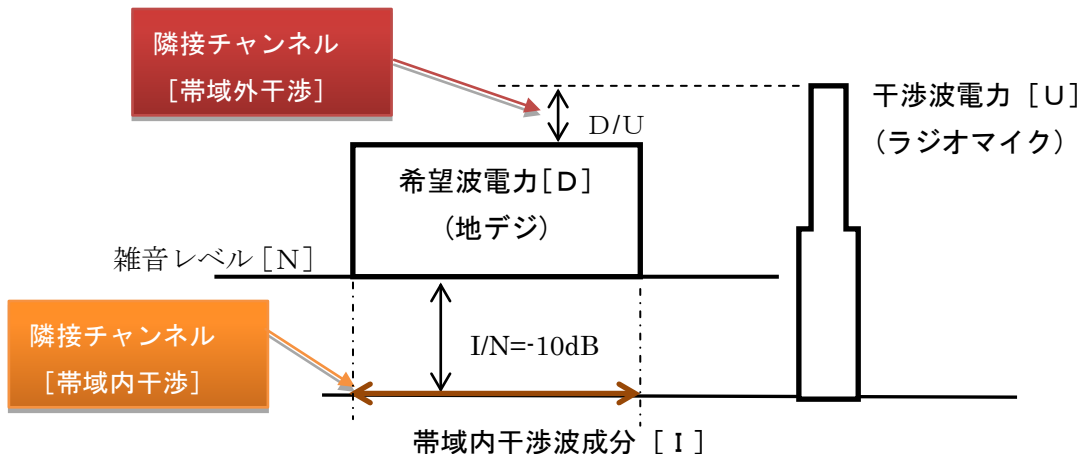 隣接チャンネル
［帯域外干渉］
D/U
干渉波電力［Ｕ］
（ラジオマイク）
希望波電力[Ｄ]
（地デジ）
雑音レベル［N］
隣接チャンネル
［帯域内干渉］
I/N=-10dB
帯域内干渉波成分［Ｉ］